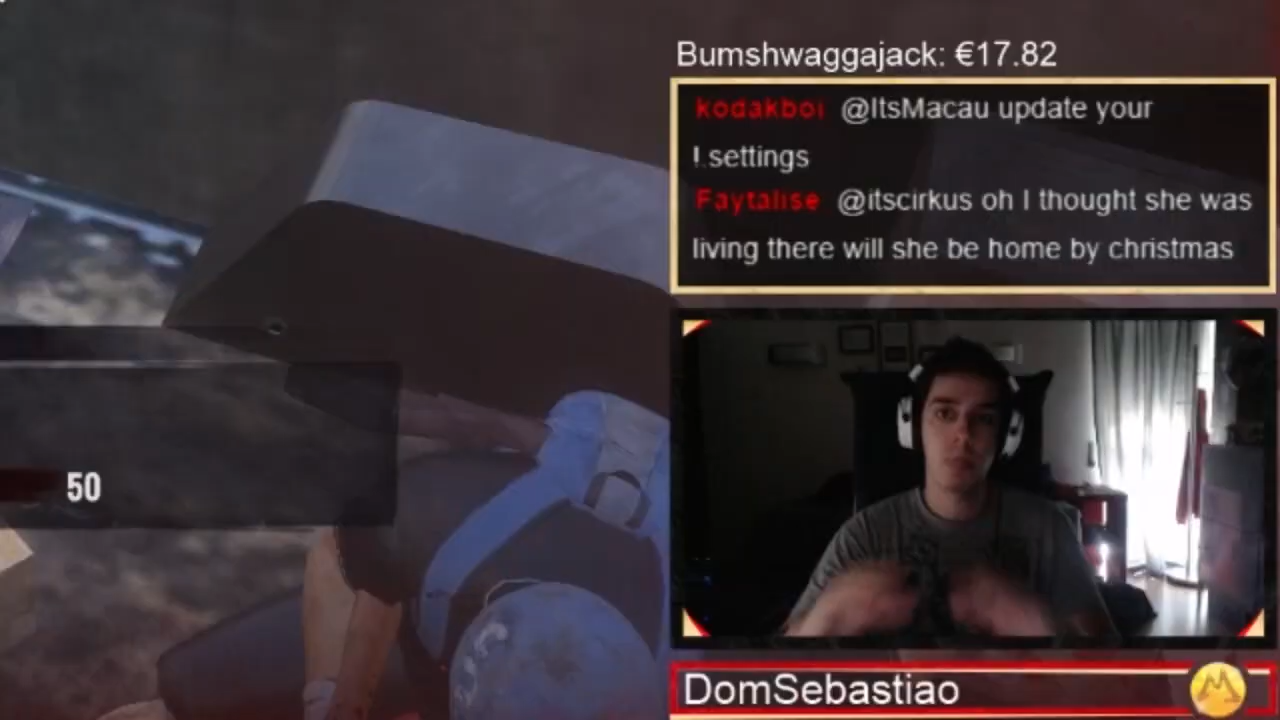 Bumshwaggajack: €17.82
kodakboi @ItsMacau update your
!.settings
Faytalise @itscirkus oh I thought she was
living there will she be home by christmas
50
DomSebastiao